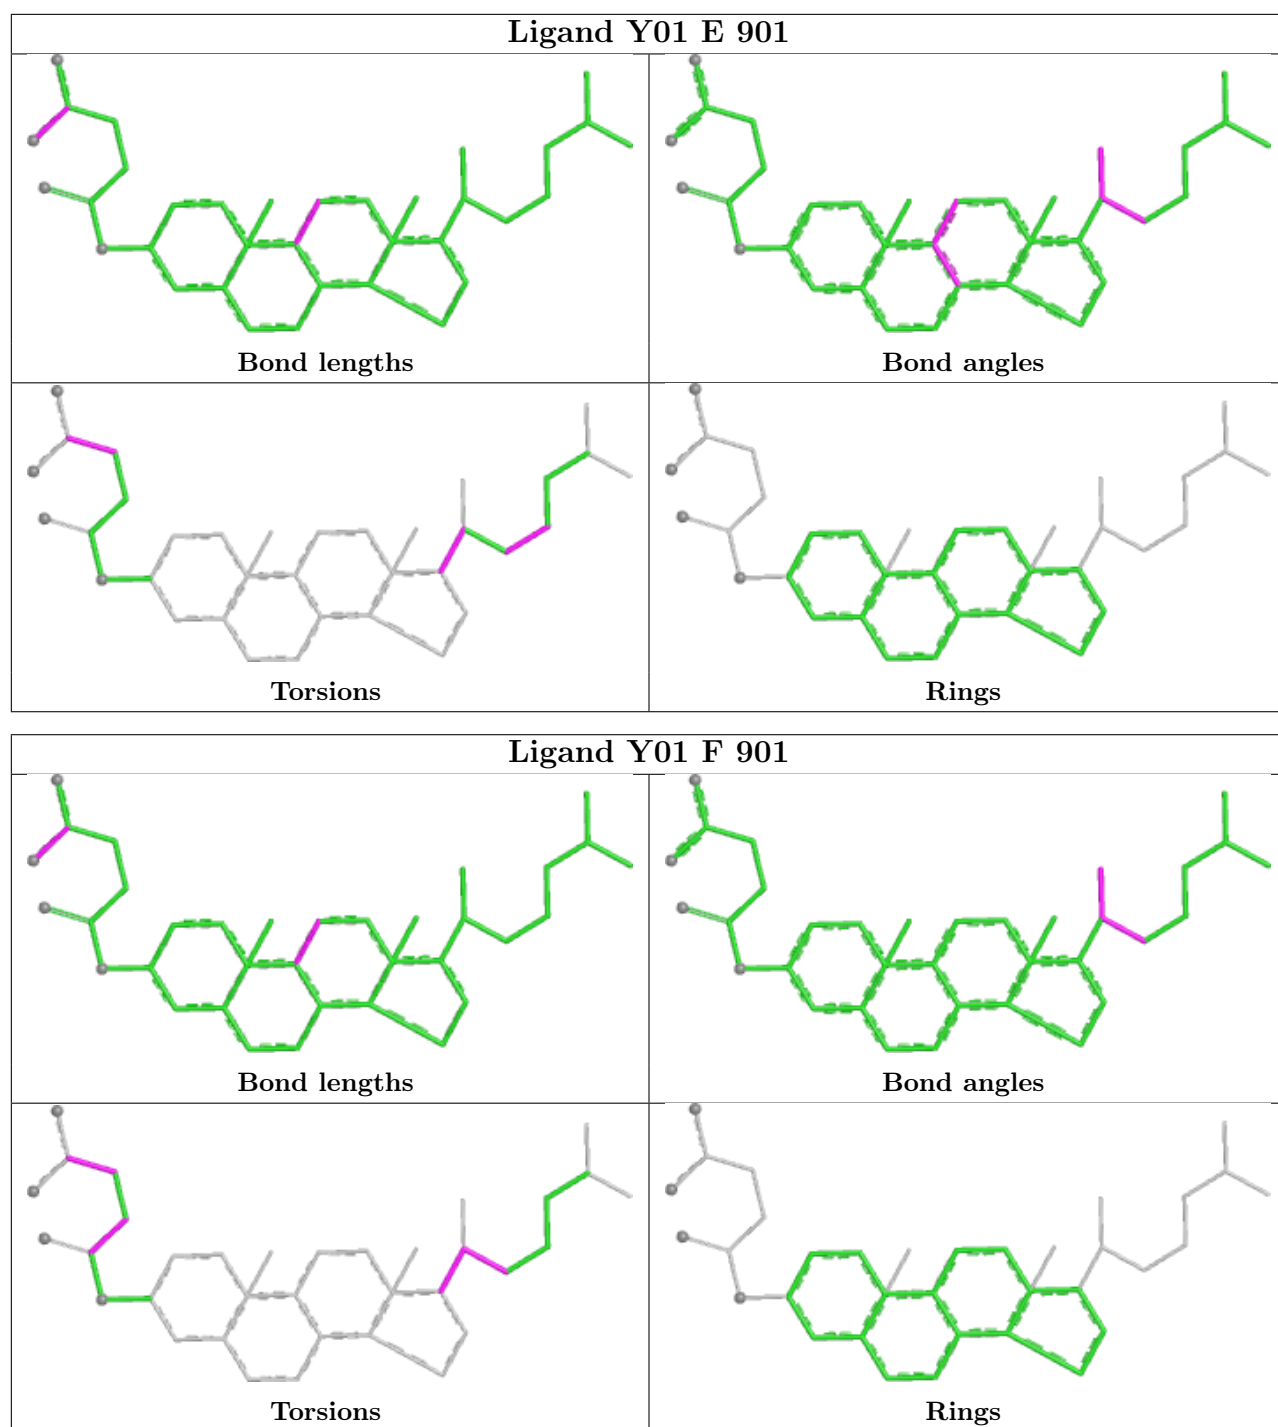 Ligand Y01 E 901
Bond lengths
Bond angles
Torsions
Rings
Ligand Y01 F 901
Bond lengths
Bond angles
Torsions
Rings